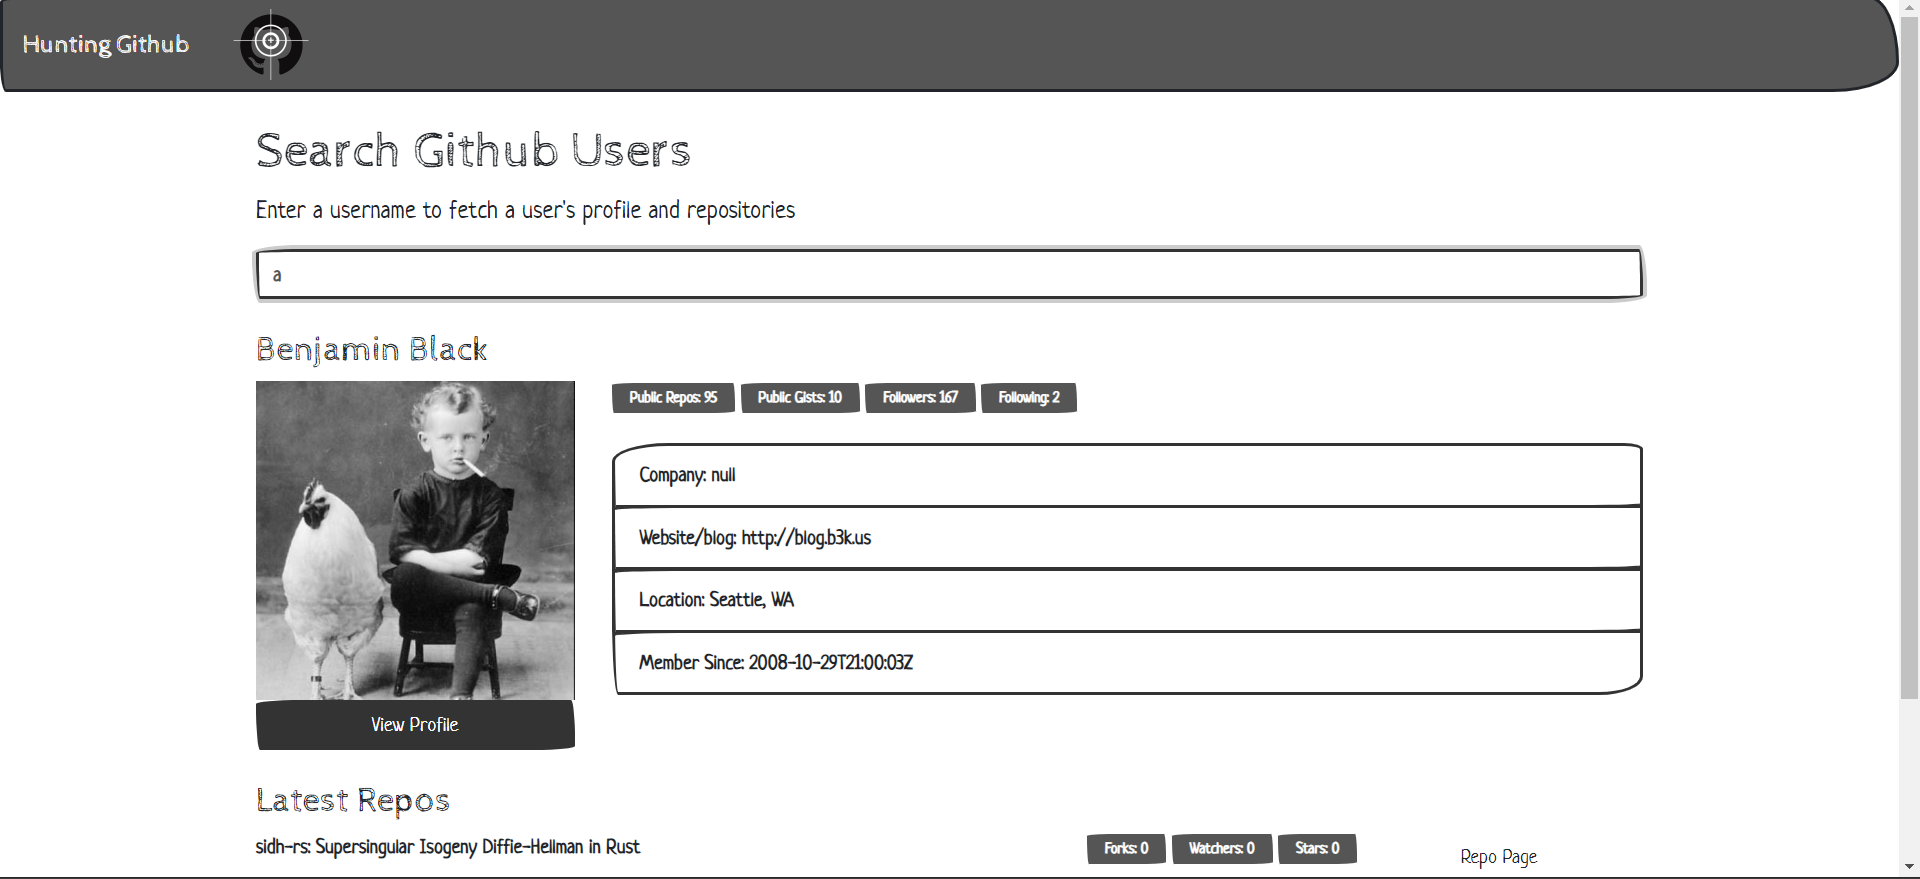 Hunting Github
Search Github Users
Enter a username to fetch a user's profile and repositories
a
Benjamin Black
Public Repos: 95 Public Gists: 10 Followers: 167 Following: 2
Company: null
Website/blog: http://blog.b3k.us
Location: Seattle, WA
Member Since: 2008-10-29T21:00:03Z
View Profile
Latest Repos
sidh-rs: Supersingular Isogeny Diffie-Hellman in Rust
Forks: 0 Watchers: 0 Stars: 0
Repo Page